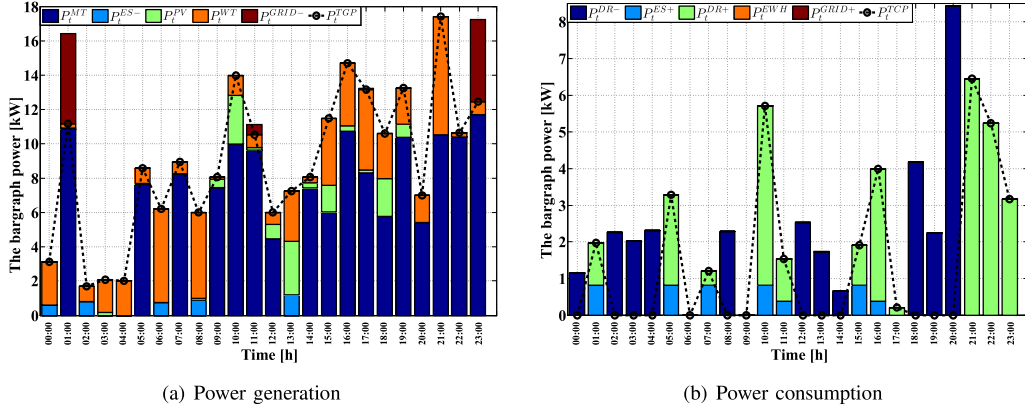 P_t^{MT} P_t^{ES-} P_t^{PV} P_t^{WT} P_t^{GRID-} P_t^{TGP}
The bargraph power [kW]
18
16
14
12
10
8
6
4
2
0
00:00 01:00 02:00 03:00 04:00 05:00 06:00 07:00 08:00 09:00 10:00 11:00 12:00 13:00 14:00 15:00 16:00 17:00 18:00 19:00 20:00 21:00 22:00 23:00
Time [h]
(a) Power generation
P_t^{DR-} P_t^{ES+} P_t^{DR+} P_t^{EWH} P_t^{GRID+} P_t^{TCP}
The bargraph power [kW]
8
7
6
5
4
3
2
1
0
00:00 01:00 02:00 03:00 04:00 05:00 06:00 07:00 08:00 09:00 10:00 11:00 12:00 13:00 14:00 15:00 16:00 17:00 18:00 19:00 20:00 21:00 22:00 23:00
Time [h]
(b) Power consumption